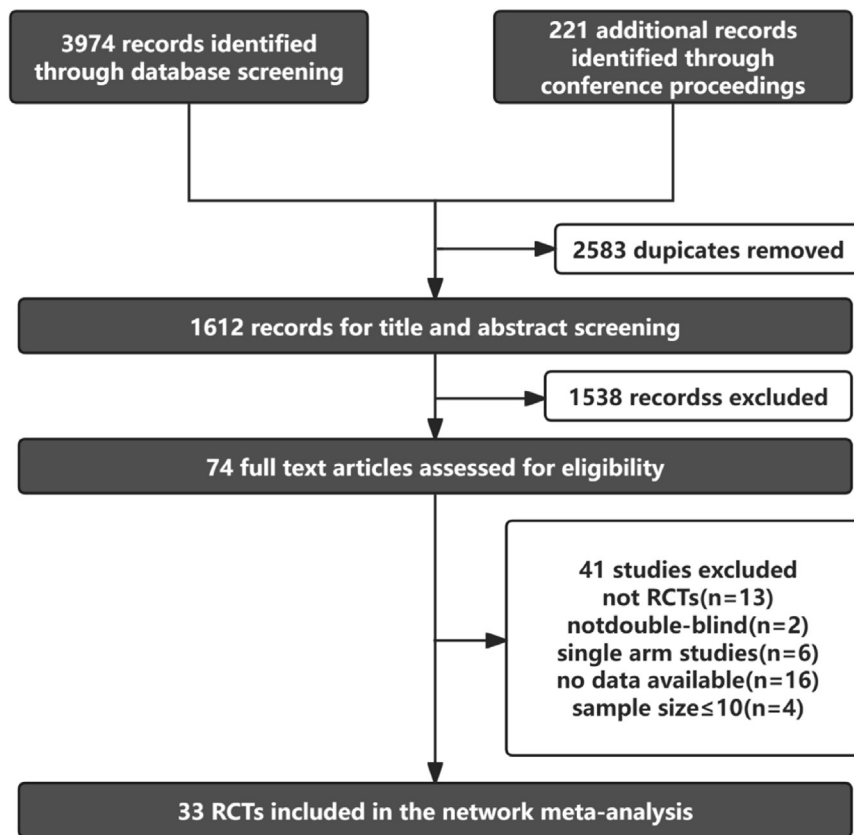 3974 records identified
through database screening
221 additional records
identified through
conference proceedings
2583 dupicates removed
1612 records for title and abstract screening
1538 recordss excluded
74 full text articles assessed for eligibility
41 studies excluded
not RCTs(n=13)
notdouble-blind(n=2)
single arm studies(n=6)
no data available(n=16)
sample size≤10(n=4)
33 RCTs included in the network meta-analysis